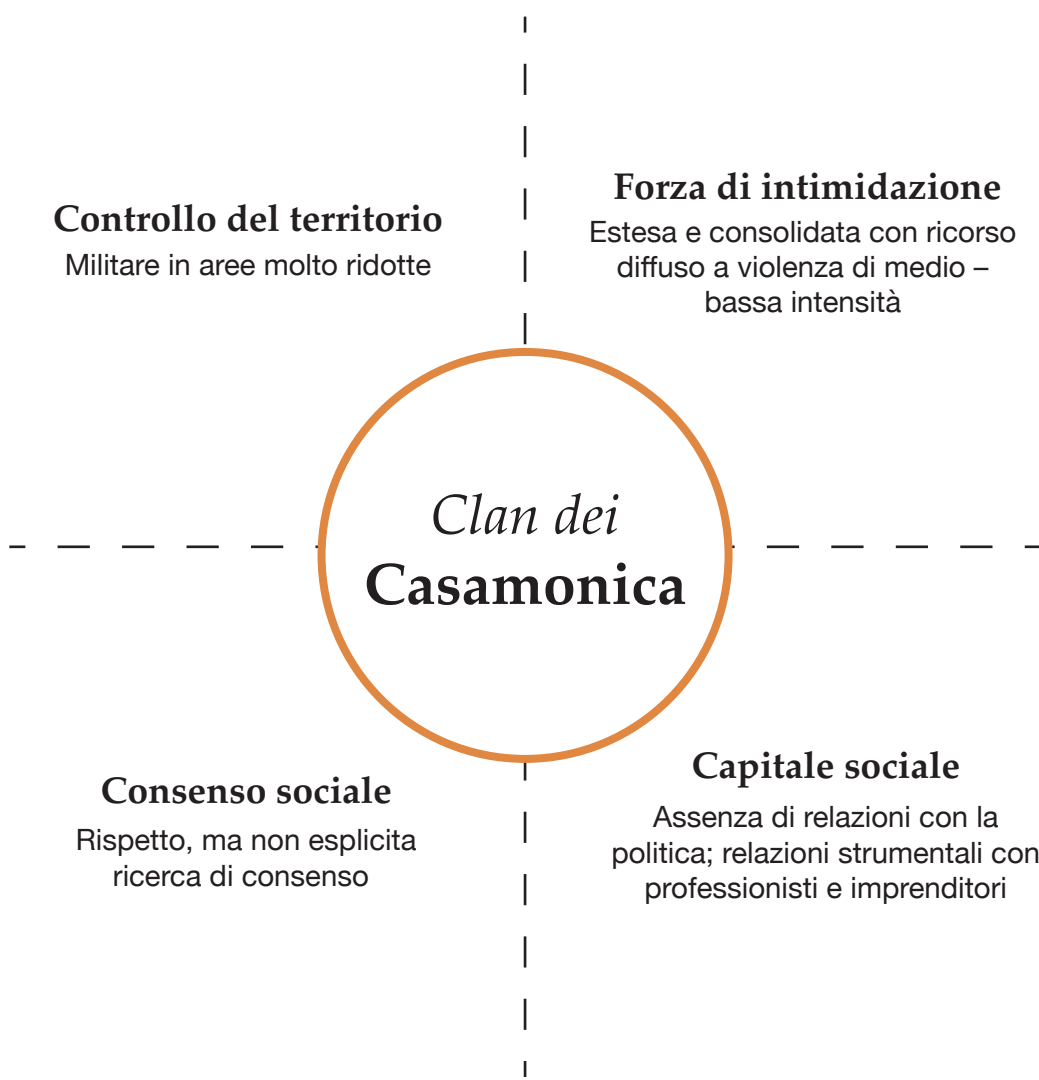 Controllo del territorio
Militare in aree molto ridotte
Forza di intimidazione
Estesa e consolidata con ricorso
diffuso a violenza di medio –
bassa intensità
Clan dei
Casamonica
Consenso sociale
Rispetto, ma non esplicita
ricerca di consenso
Capitale sociale
Assenza di relazioni con la
politica; relazioni strumentali con
professionisti e imprenditori